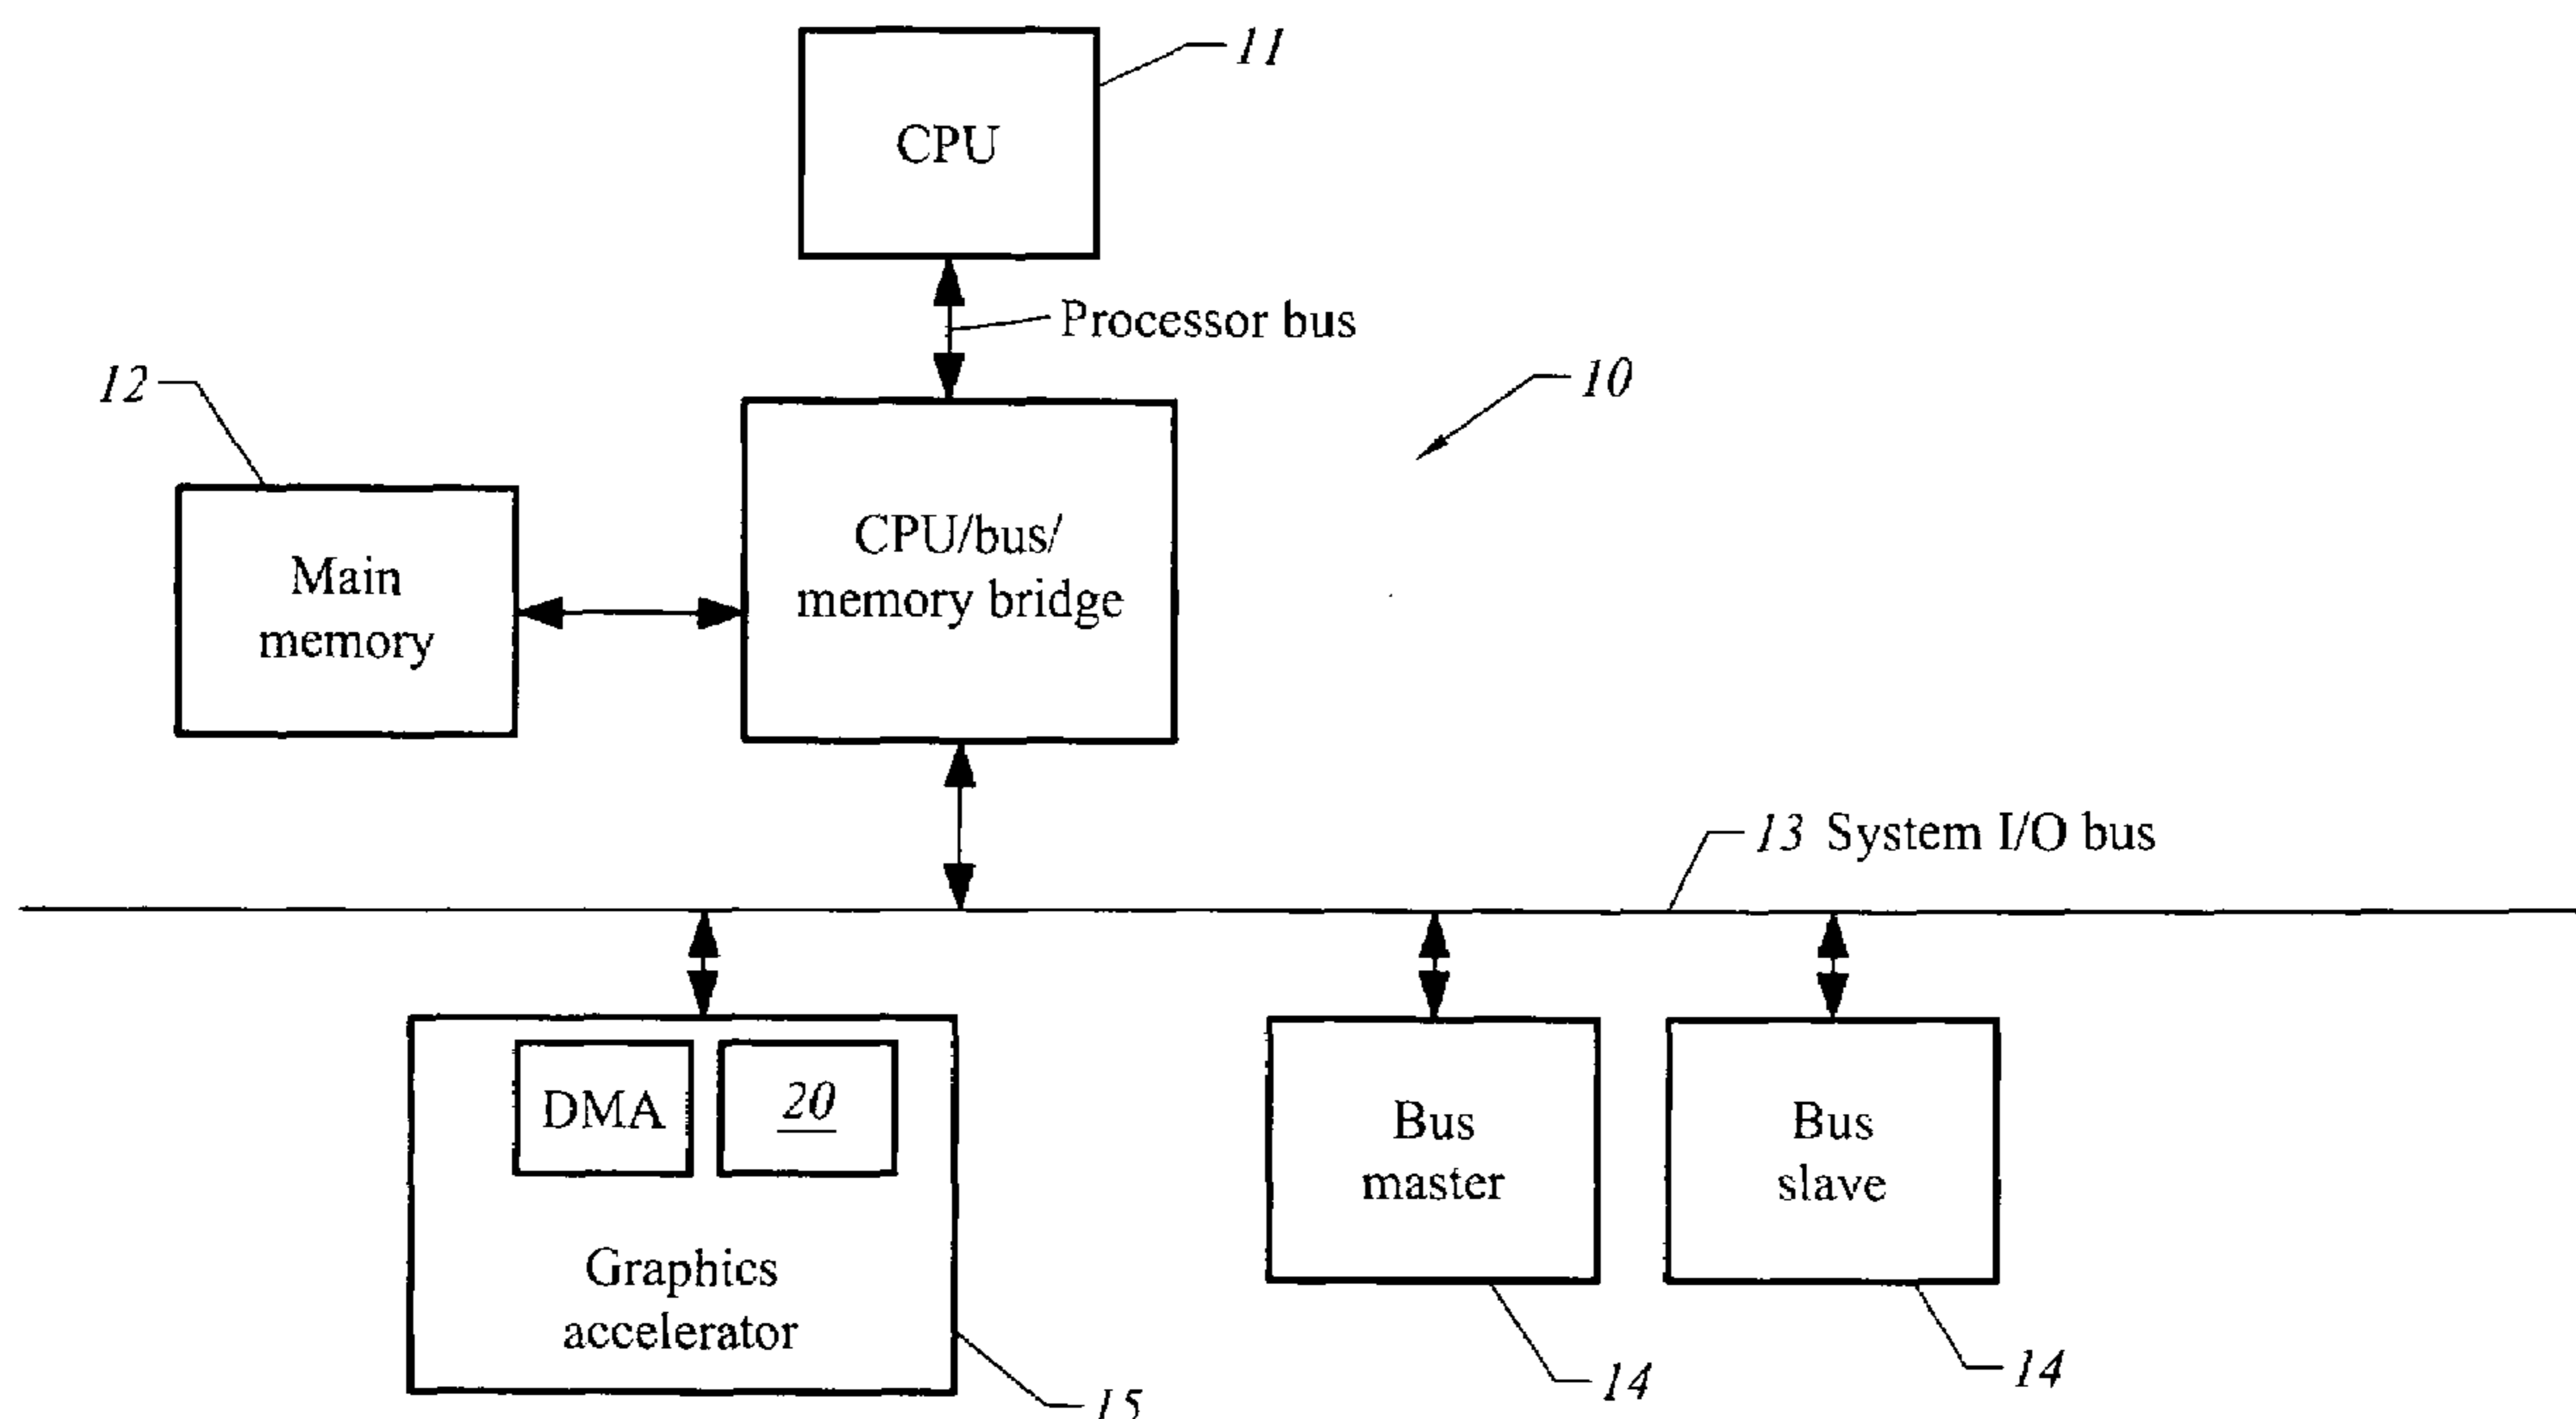 11
CPU
Processor bus
12
10
CPU/bus/
memory bridge
Main
memory
13 System I/O bus
DMA
20
Graphics
accelerator
Bus
master
Bus
slave
15
14
14